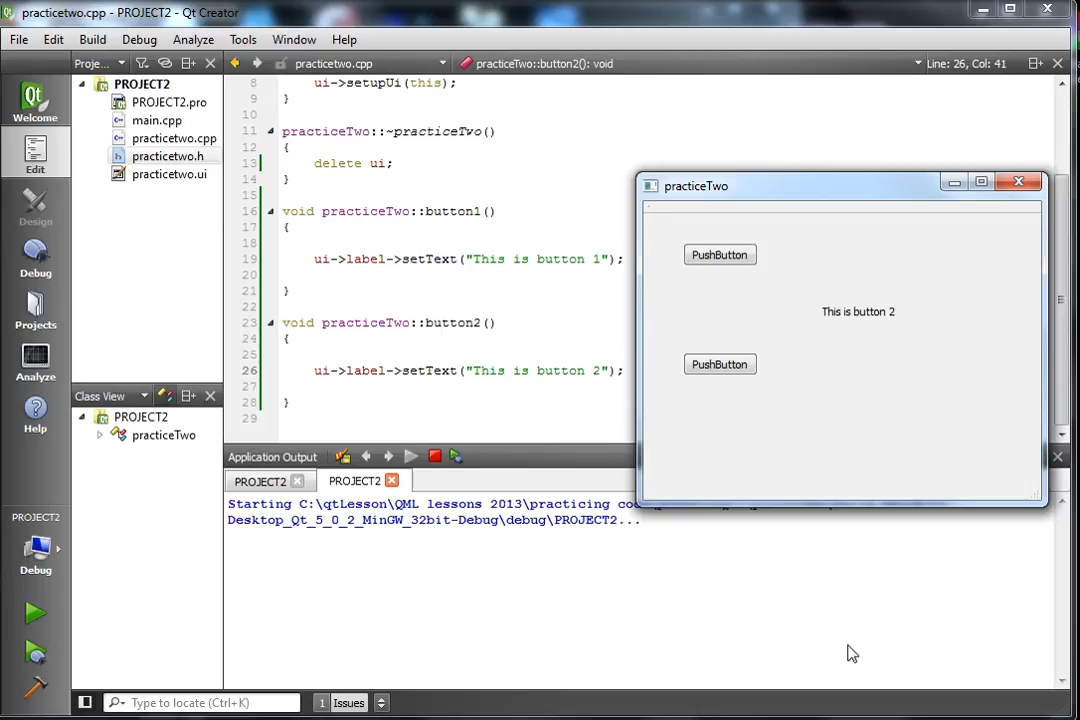 practicetwo.cpp - PROJECT2 - Qt Creator
File Edit Build Debug Analyze Tools Window Help
Proje... practicetwo.cpp practiceTwo::button2(): void Line: 26, Col: 41
Welcome
Edit
Design
Debug
Projects
Analyze
Help
PROJECT2
Debug
PROJECT2
PROJECT2.pro
main.cpp
practicetwo.cpp
practicetwo.h
practicetwo.ui
Class View
PROJECT2
practiceTwo
8 ui->setupUi(this);
9 }
10
11 practiceTwo::~practiceTwo()
12 {
13 delete ui;
14 }
15
16 void practiceTwo::button1()
17 {
18
19 ui->label->setText("This is button 1");
20
21 }
22
23 void practiceTwo::button2()
24 {
25
26 ui->label->setText("This is button 2");
27
28 }
29
practiceTwo
PushButton
This is button 2
PushButton
Application Output
PROJECT2 PROJECT2
Starting C:\qtLesson\QML lessons 2013\practicing
Desktop_Qt_5_0_2_MinGW_32bit-Debug\debug\PROJECT2...
Type to locate (Ctrl+K) 1 Issues